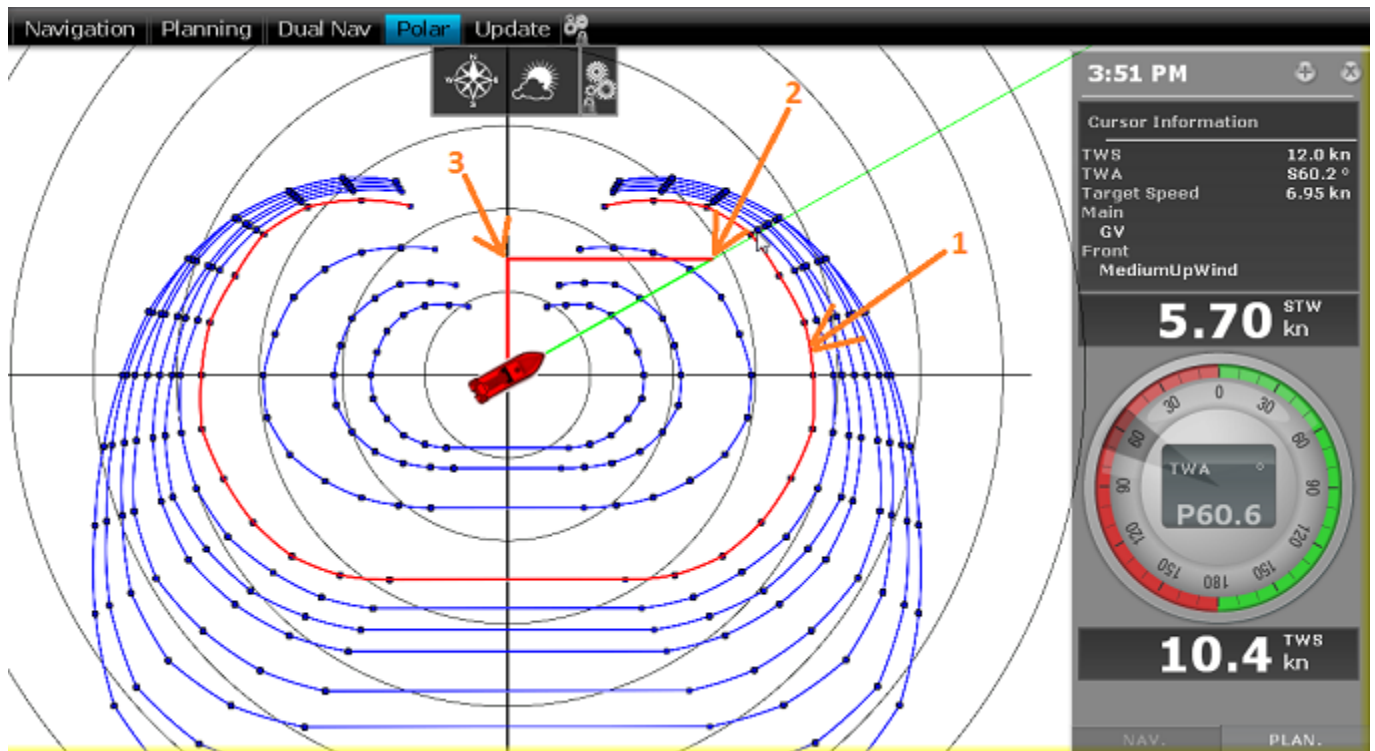 Navigation Planning Dual Nav Polar Update
N
W E
S
3:51 PM
2
Cursor Information
3
TWS 12.0 kn
TWA S60.2 °
Target Speed 6.95 kn
Main
GV
1
Front
MediumUpWind
5.70 STW
kn
0
30 30
60 60
TWA °
90 90
P60.6
120 120
150 150
180
10.4 TWS
kn
NAV. PLAN.